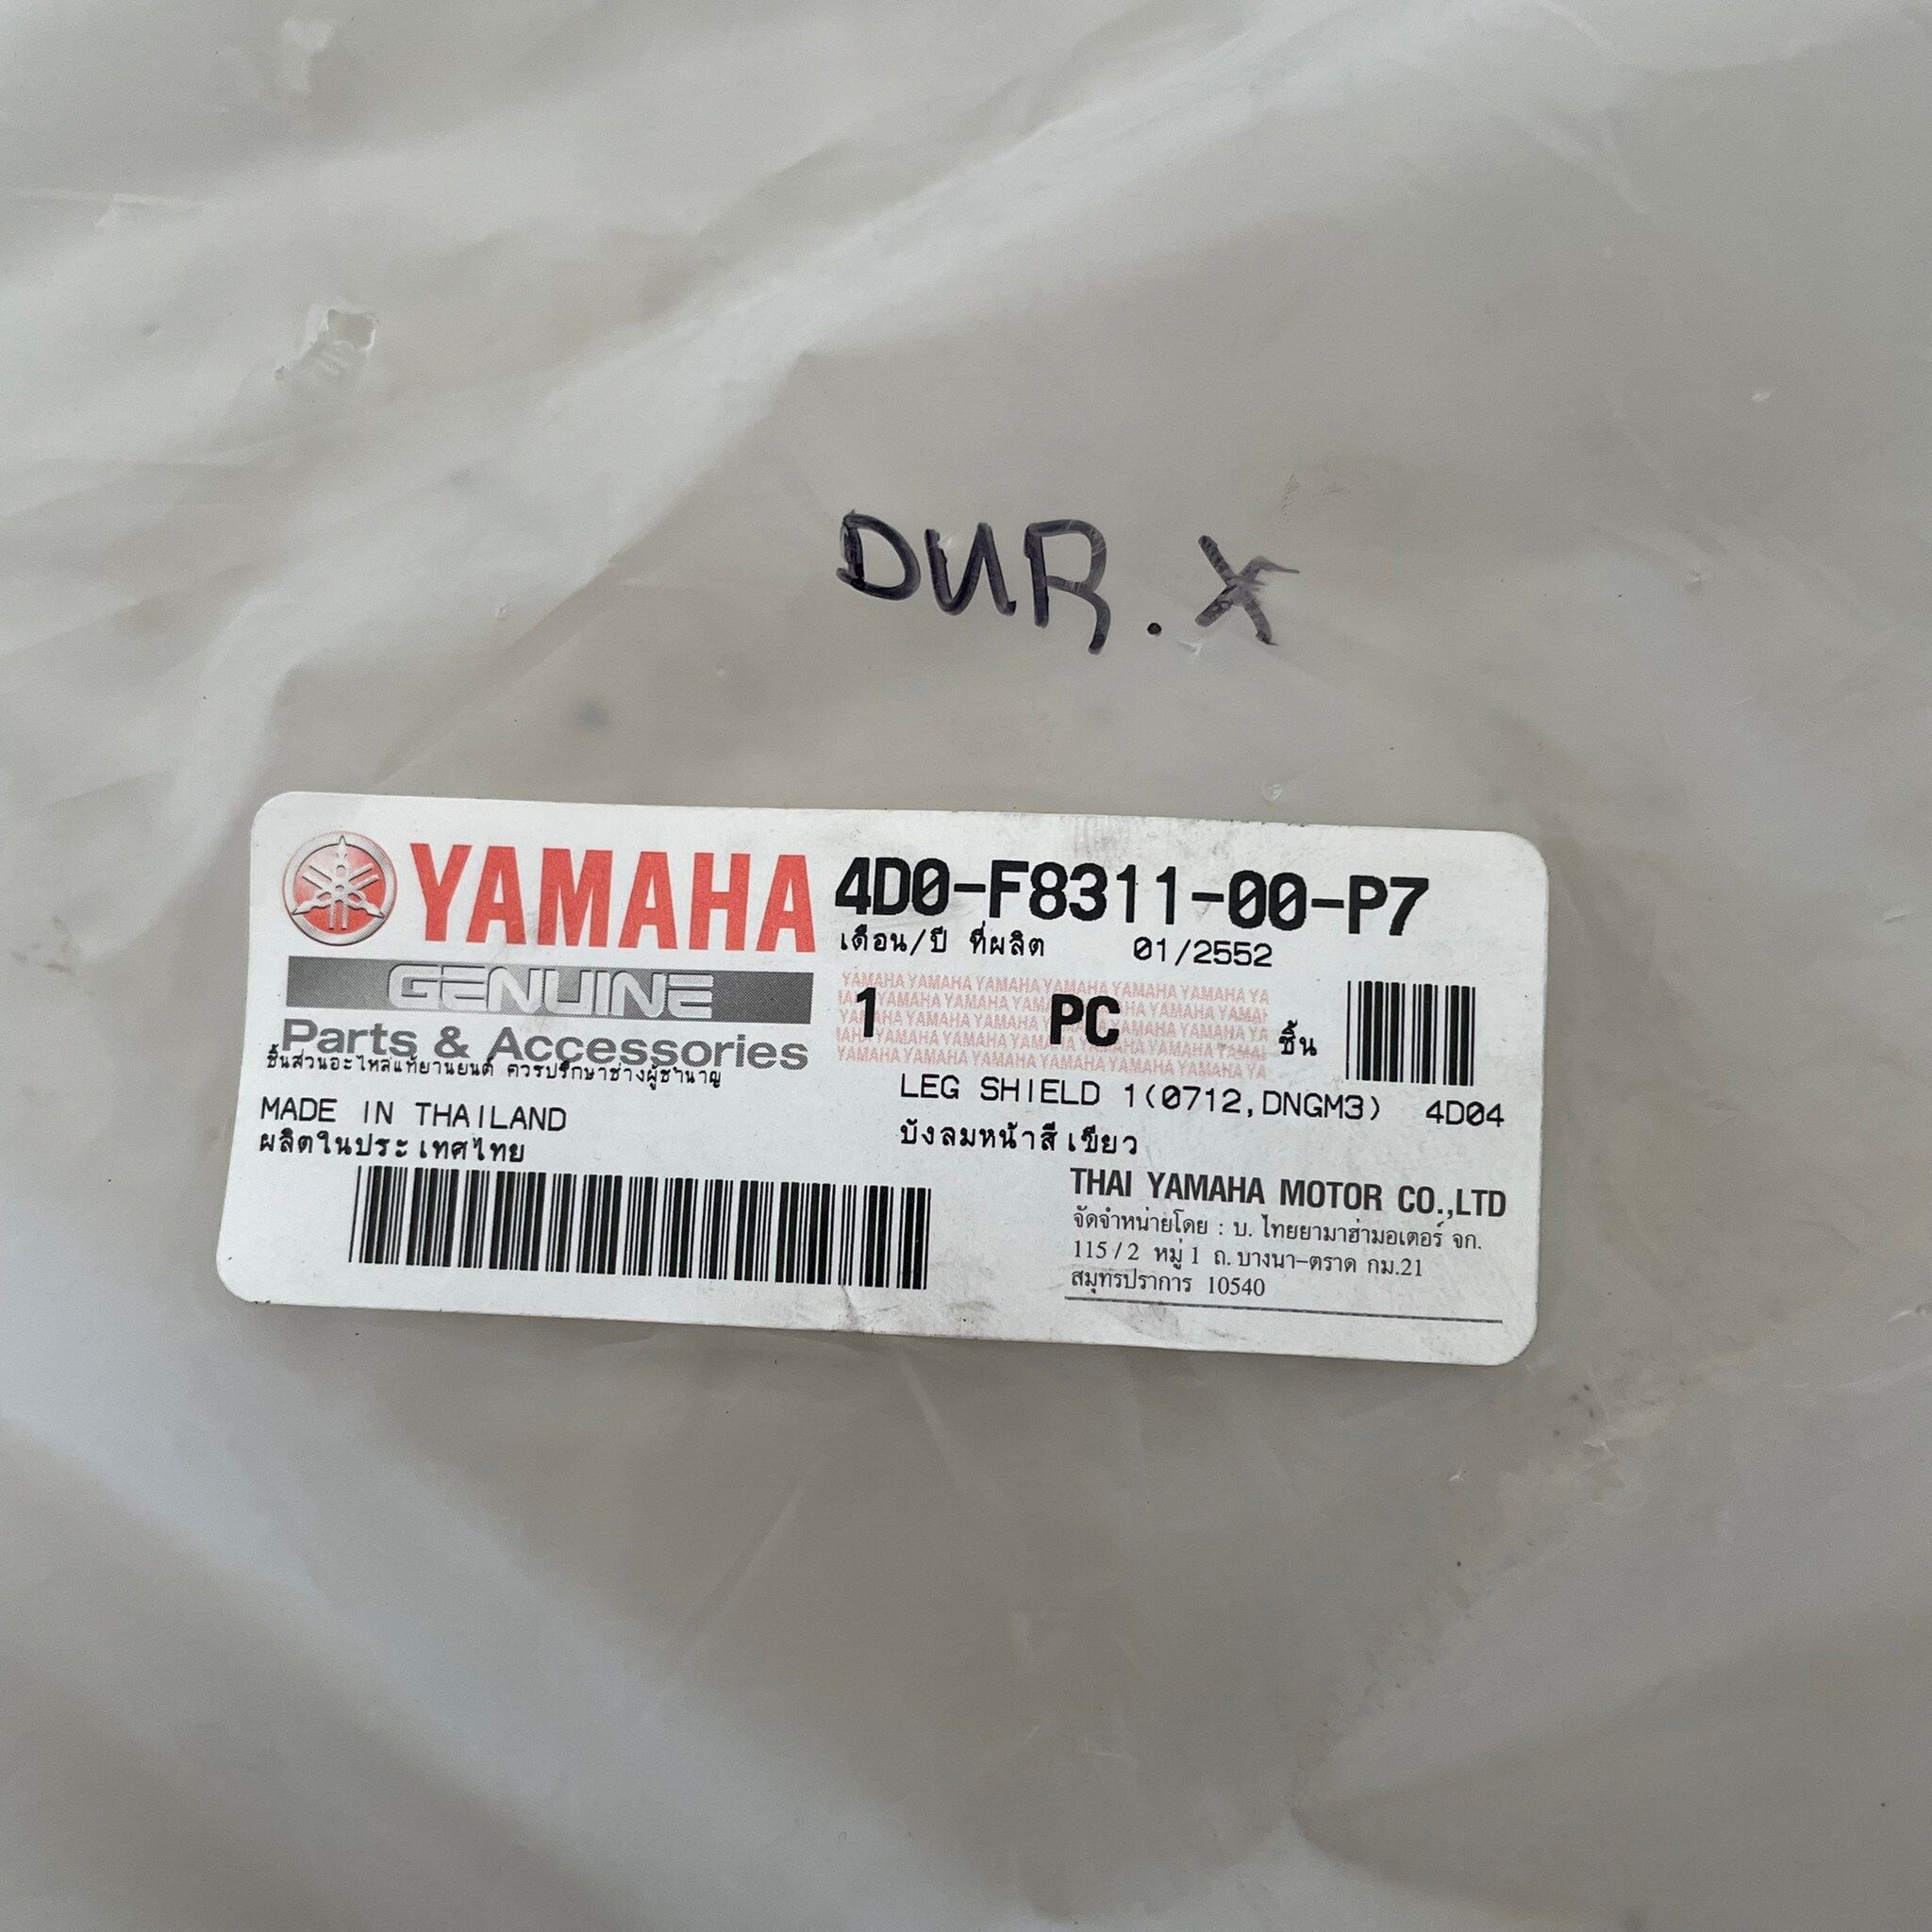 DUR.X
YAMAHA
4D0-F8311-00-P7
เดือน/ปี ที่ผลิต 01/2552
GENUINE
Parts & Accessories
ชิ้นส่วนอะไหล่แท้ยานยนต์ ควรปรึกษาช่างผู้ชำนาญ
1 PC ชิ้น
LEG SHIELD 1(0712,DNGM3) 4D04
บังลมหน้าสีเขียว
MADE IN THAILAND
ผลิตในประเทศไทย
THAI YAMAHA MOTOR CO.,LTD
จัดจำหน่ายโดย : บ. ไทยยามาฮ่ามอเตอร์ จก.
115/2 หมู่ 1 ถ.บางนา-ตราด กม.21
สมุทรปราการ 10540